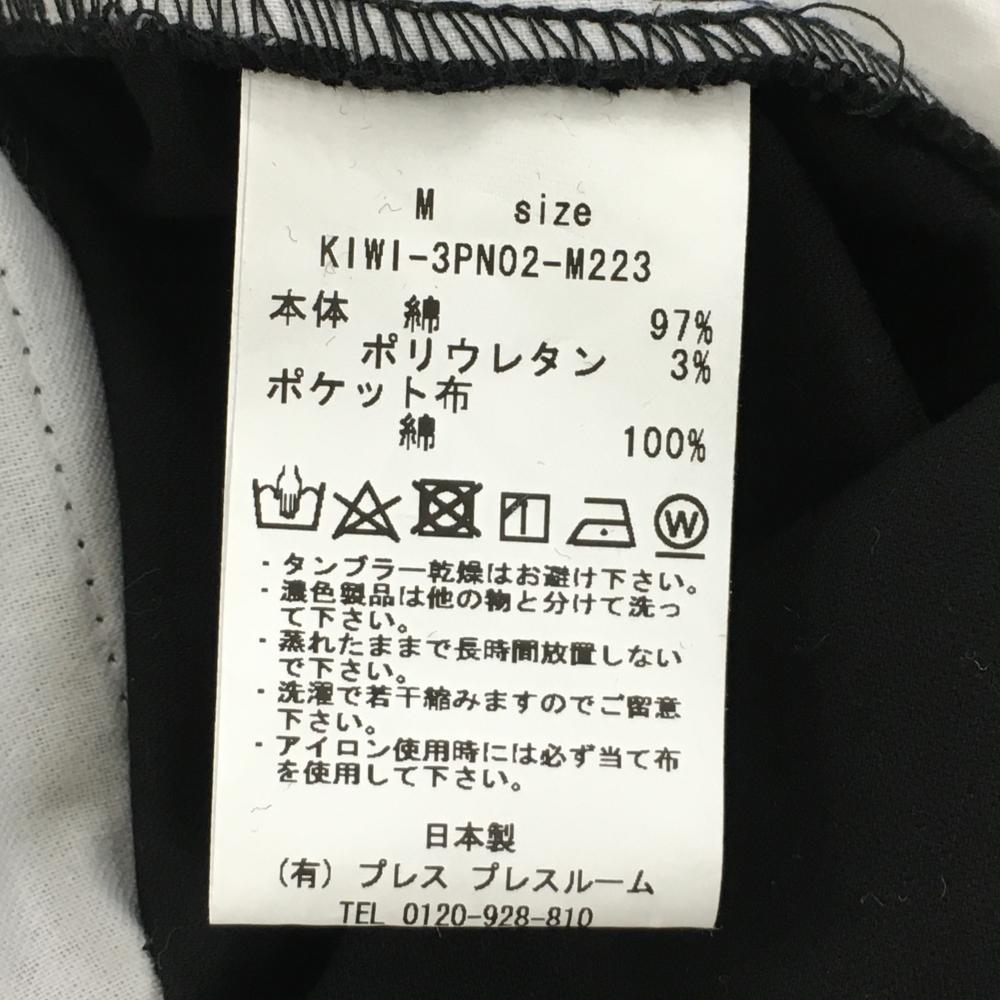 M size
KIWI-3PN02-M223
本体 綿 97%
ポリウレタン 3%
ポケット布
綿 100%
W
・タンブラー乾燥はお避け下さい。
・濃色製品は他の物と分けて洗っ
て下さい。
・蒸れたままで長時間放置しない
で下さい。
・洗濯で若干縮みますのでご留意
下さい。
・アイロン使用時には必ず当て布
を使用して下さい。
日本製
(有) プレス プレスルーム
TEL 0120-928-810